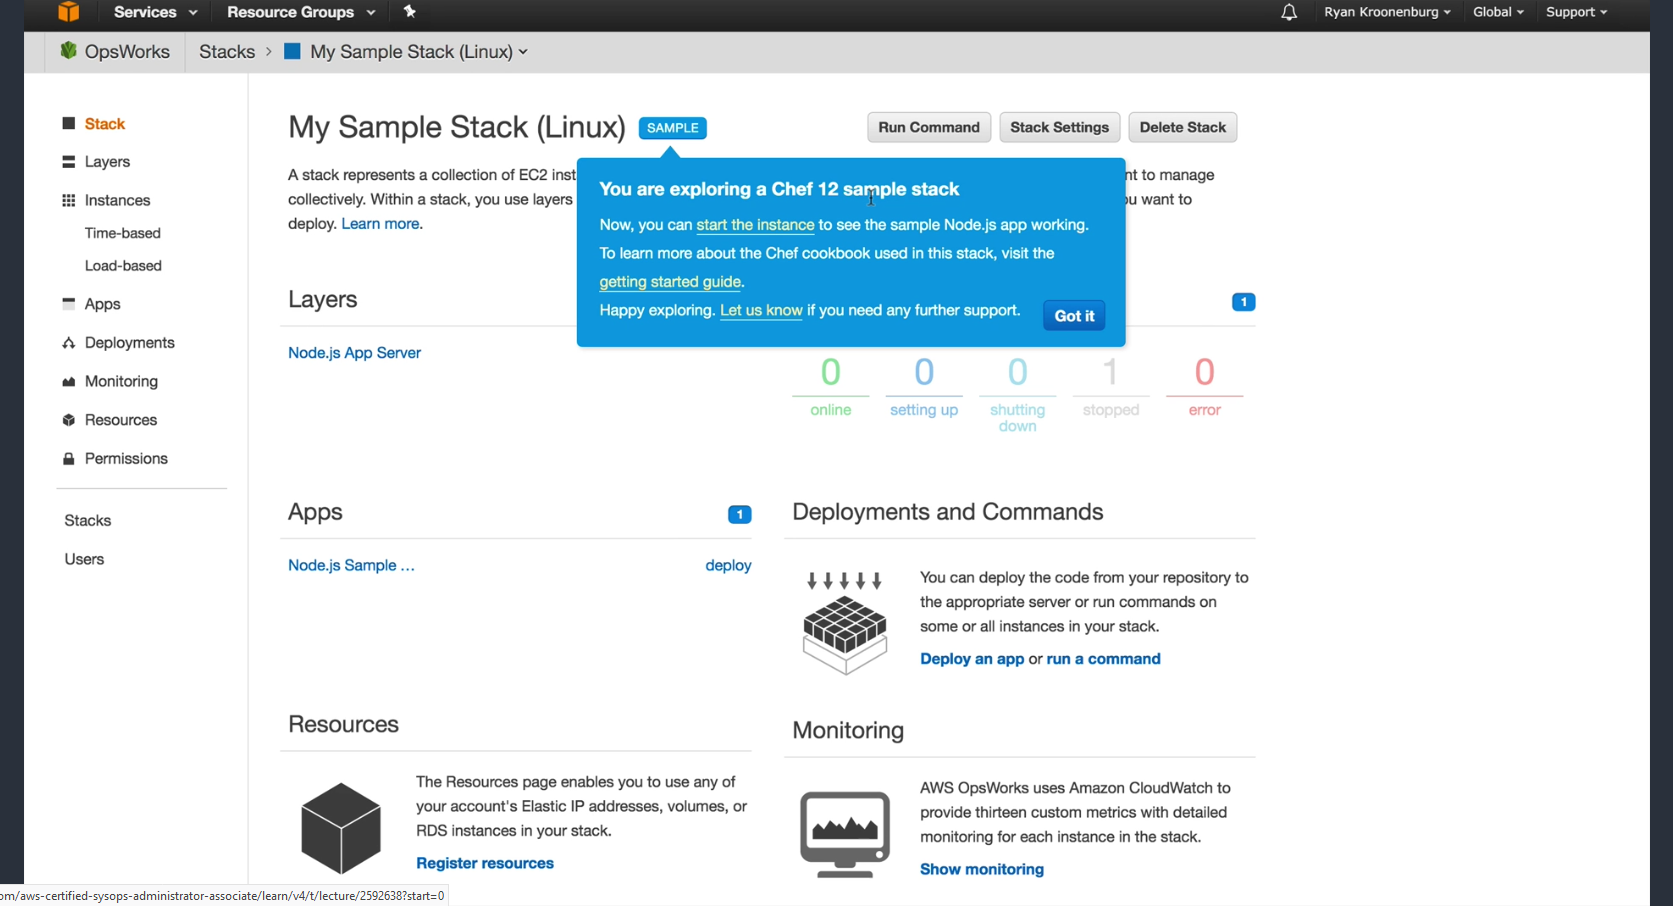 Services
Resource Groups
Ryan Kroonenburg
Global
Support
OpsWorks
Stacks
My Sample Stack (Linux)
Stack
Layers
Instances
Time-based
Load-based
Apps
Deployments
Monitoring
Resources
Permissions
Stacks
Users
My Sample Stack (Linux)
SAMPLE
Run Command
Stack Settings
Delete Stack
A stack represents a collection of EC2 inst
nt to manage
collectively. Within a stack, you use layers
u want to
deploy. Learn more.
You are exploring a Chef 12 sample stack
Now, you can start the instance to see the sample Node.js app working.
To learn more about the Chef cookbook used in this stack, visit the
getting started guide.
Happy exploring. Let us know if you need any further support.
Got it
Layers
Node.js App Server
1
0
online
0
setting up
0
shutting
down
1
stopped
0
error
Apps
1
Node.js Sample …
deploy
Deployments and Commands
You can deploy the code from your repository to
the appropriate server or run commands on
some or all instances in your stack.
Deploy an app or run a command
Resources
The Resources page enables you to use any of
your account's Elastic IP addresses, volumes, or
RDS instances in your stack.
Register resources
Monitoring
AWS OpsWorks uses Amazon CloudWatch to
provide thirteen custom metrics with detailed
monitoring for each instance in the stack.
Show monitoring
om/aws-certified-sysops-administrator-associate/learn/v4/t/lecture/2592638?start=0